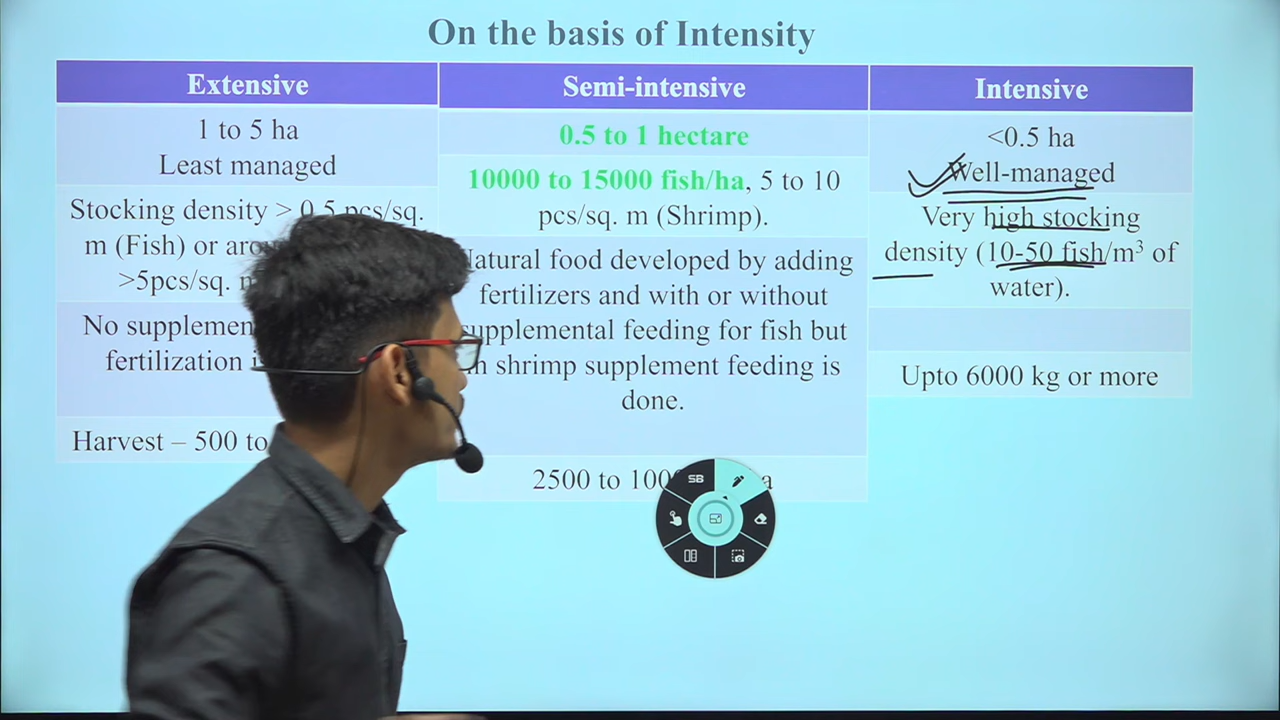 On the basis of Intensity
Extensive
1 to 5 ha
Least managed
Stocking density > 0.5 pcs/sq.
m (Fish) or
>5pcs/sq.
No
fertilization
Harvest – 500 to
Semi-intensive
0.5 to 1 hectare
10000 to 15000 fish/ha, 5 to 10
pcs/sq. m (Shrimp).
Natural food developed by adding
fertilizers and with or without
supplemental feeding for fish but
in shrimp supplement feeding is
done.
2500 to
SB
Intensive
<0.5 ha
Well-managed
Very high stocking
density (10-50 fish/m³ of
water).
Upto 6000 kg or more